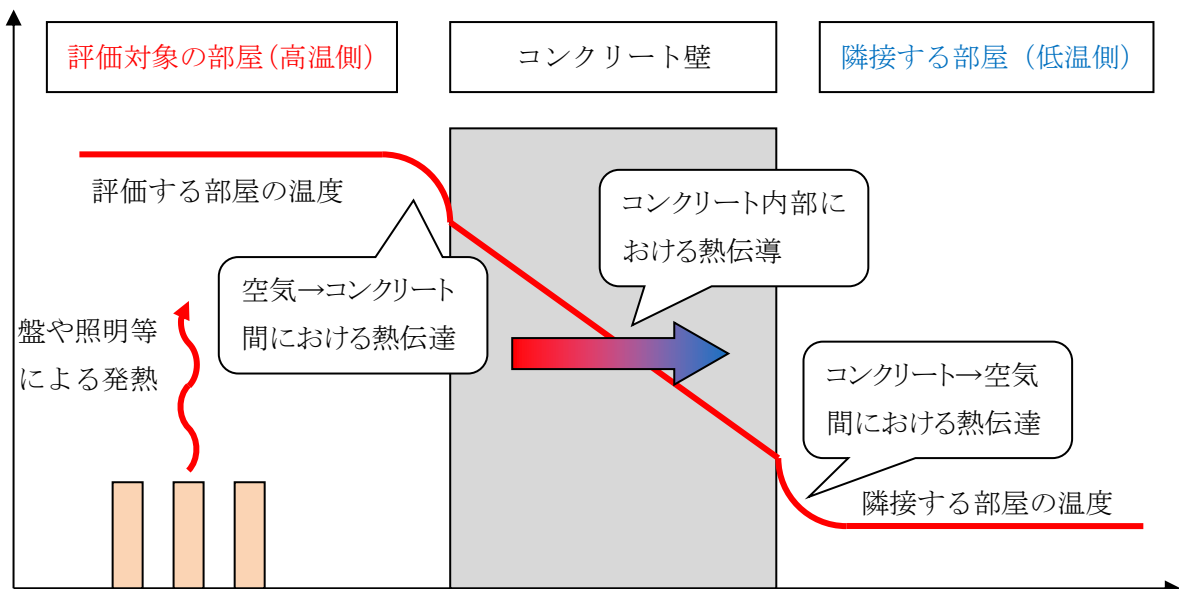 評価対象の部屋(高温側)
コンクリート壁
隣接する部屋(低温側)
評価する部屋の温度
コンクリート内部に
おける熱伝導
空気→コンクリート
間における熱伝達
盤や照明等
による発熱
コンクリート→空気
間における熱伝達
隣接する部屋の温度